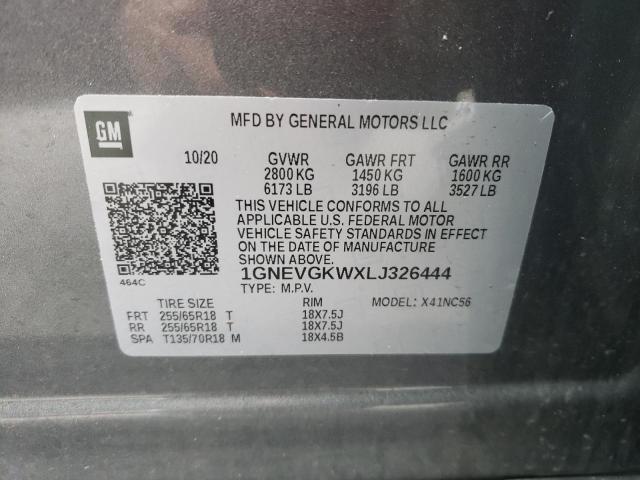 GM
MFD BY GENERAL MOTORS LLC
10/20 GVWR GAWR FRT GAWR RR
2800 KG 1450 KG 1600 KG
6173 LB 3196 LB 3527 LB
THIS VEHICLE CONFORMS TO ALL
APPLICABLE U.S. FEDERAL MOTOR
VEHICLE SAFETY STANDARDS IN EFFECT
ON THE DATE OF MANUFACTURE
SHOWN ABOVE.
1GNEVGKWXLJ326444
464C
TYPE: M.P.V. MODEL: X41NC56
TIRE SIZE RIM
FRT 255/65R18 T 18X7.5J
RR 255/65R18 T 18X7.5J
SPA T135/70R18 M 18X4.5B